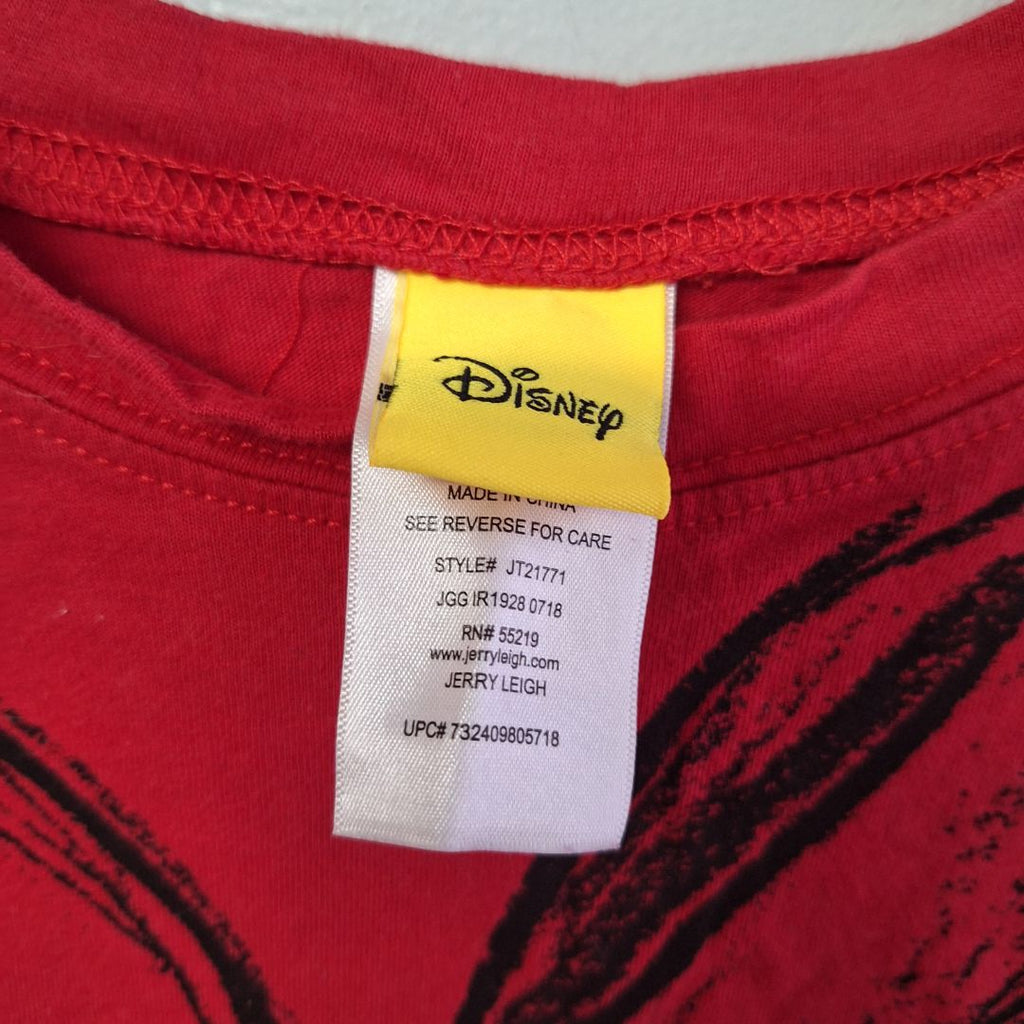 Disney
MADE IN CHINA
SEE REVERSE FOR CARE
STYLE# JT21771
JGG IR1928 0718
RN# 55219
www.jerryleigh.com
JERRY LEIGH
UPC# 732409805718